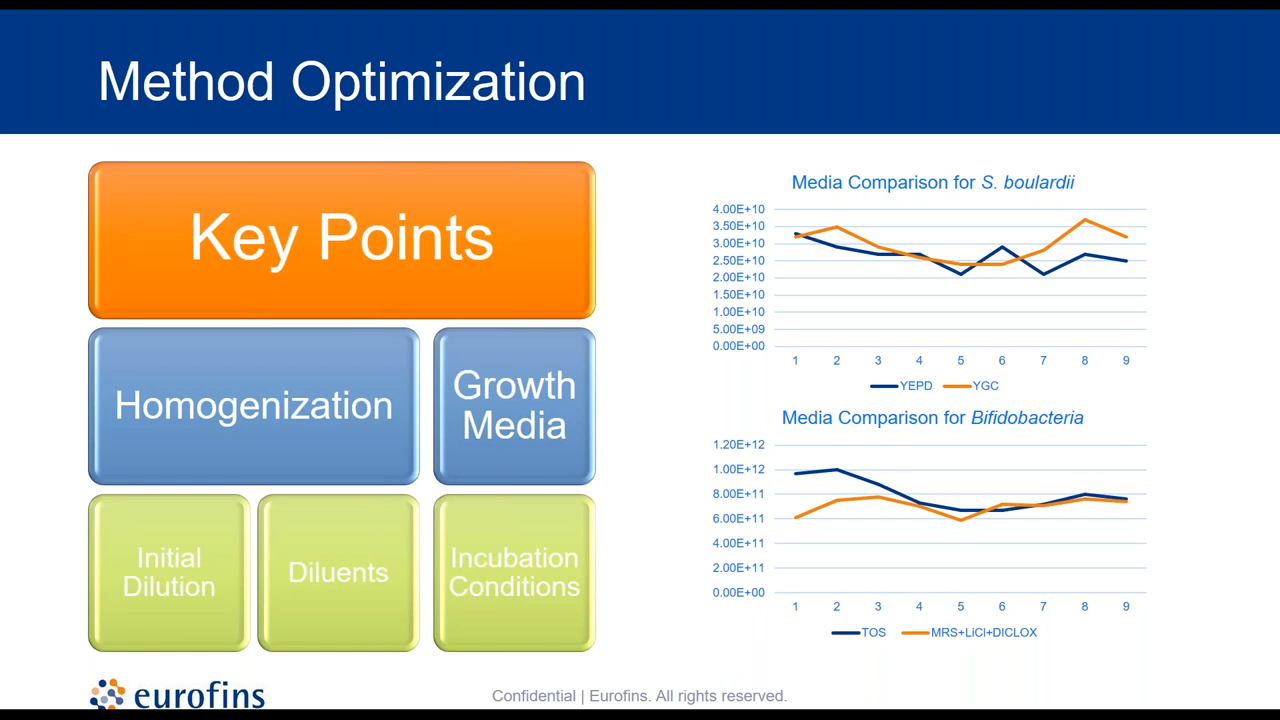 Method Optimization
Key Points
Homogenization
Growth
Media
Initial
Dilution
Diluents
Incubation
Conditions
Media Comparison for S. boulardii
4.00E+10
3.50E+10
3.00E+10
2.50E+10
2.00E+10
1.50E+10
1.00E+10
5.00E+09
0.00E+00
1 2 3 4 5 6 7 8 9
YEPD YGC
Media Comparison for Bifidobacteria
1.20E+12
1.00E+12
8.00E+11
6.00E+11
4.00E+11
2.00E+11
0.00E+00
1 2 3 4 5 6 7 8 9
TOS MRS+LiCl+DICLOX
eurofins
Confidential | Eurofins. All rights reserved.